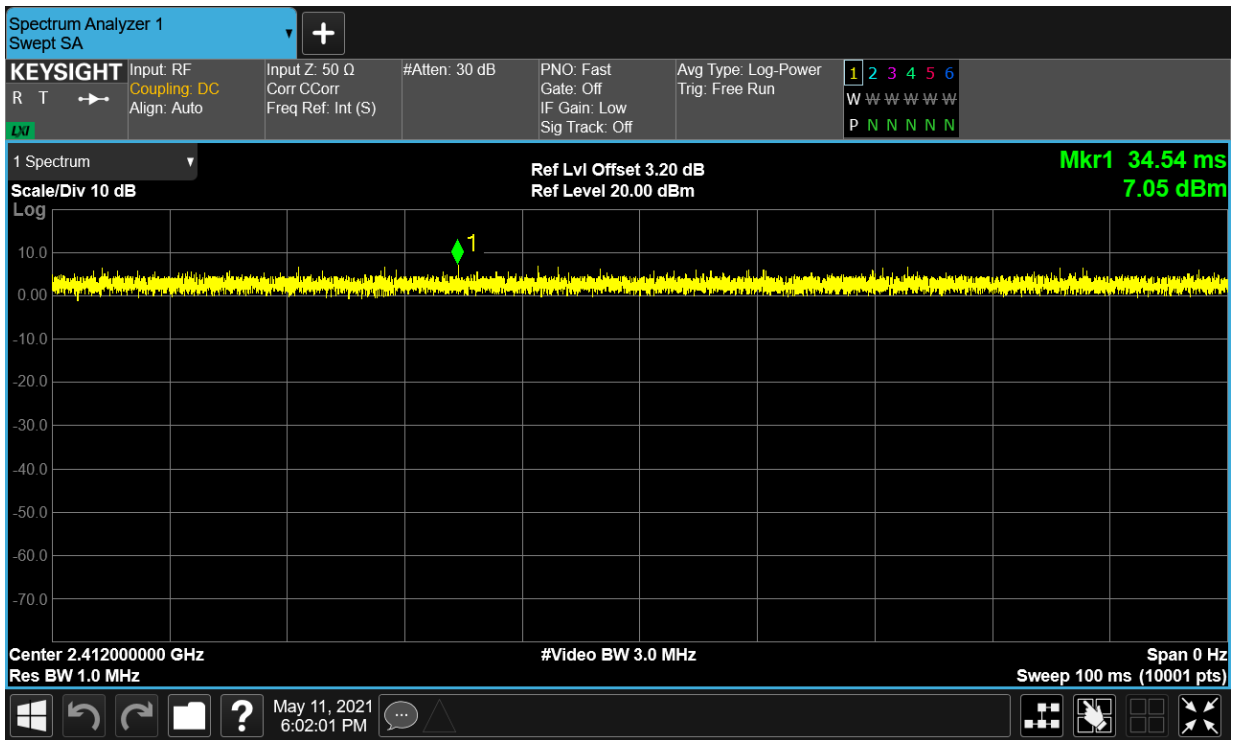 Spectrum Analyzer 1
Swept SA
KEYSIGHT Input: RF Input Z: 50 Ω #Atten: 30 dB PNO: Fast Avg Type: Log-Power 1 2 3 4 5 6
R T Coupling: DC Corr CCorr Gate: Off Trig: Free Run W W W W W W
Align: Auto Freq Ref: Int (S) IF Gain: Low
LXI Sig Track: Off P N N N N N
1 Spectrum Ref Lvl Offset 3.20 dB Mkr1 34.54 ms
Scale/Div 10 dB Ref Level 20.00 dBm 7.05 dBm
Log
1
10.0
0.00
-10.0
-20.0
-30.0
-40.0
-50.0
-60.0
-70.0
Center 2.412000000 GHz #Video BW 3.0 MHz Span 0 Hz
Res BW 1.0 MHz Sweep 100 ms (10001 pts)
? May 11, 2021
6:02:01 PM